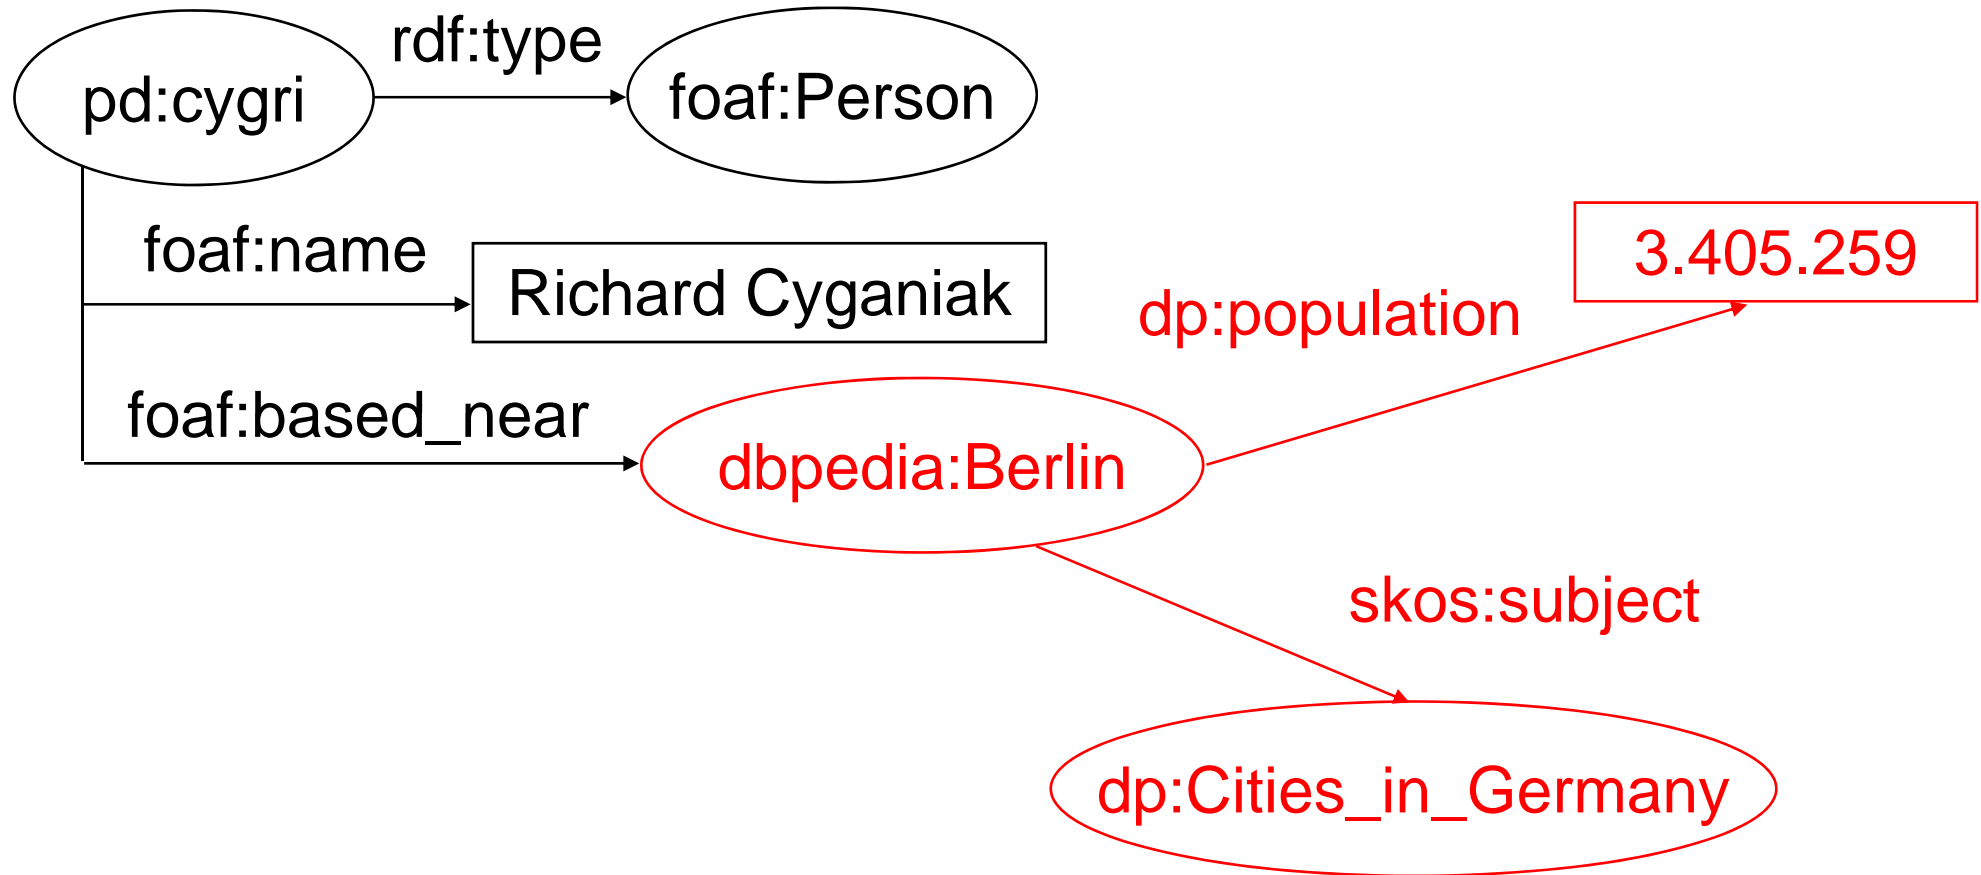 rdf:type
pd:cygri
foaf:Person
foaf:name
Richard Cyganiak
3.405.259
dp:population
foaf:based_near
dbpedia:Berlin
skos:subject
dp:Cities_in_Germany